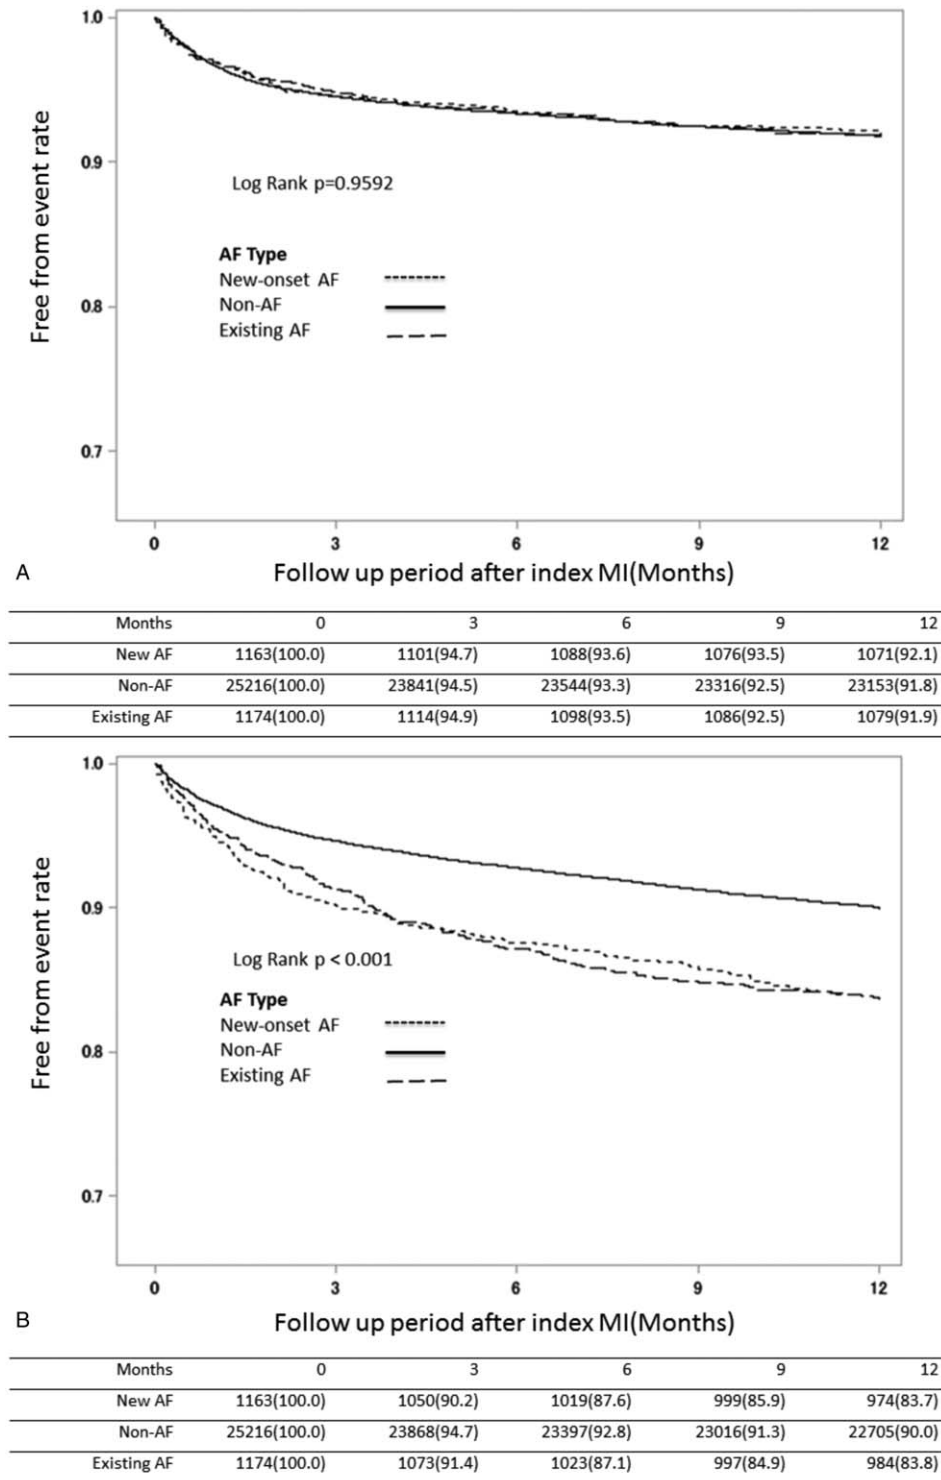 1.0
0.9
0.8
0.7
Free from event rate
Log Rank p=0.9592
AF Type
New-onset AF
Non-AF
Existing AF
0 3 6 9 12
A
Follow up period after index MI(Months)
Months 0 3 6 9 12
New AF 1163(100.0) 1101(94.7) 1088(93.6) 1076(93.5) 1071(92.1)
Non-AF 25216(100.0) 23841(94.5) 23544(93.3) 23316(92.5) 23153(91.8)
Existing AF 1174(100.0) 1114(94.9) 1098(93.5) 1086(92.5) 1079(91.9)
1.0
0.9
0.8
0.7
Free from event rate
Log Rank p < 0.001
AF Type
New-onset AF
Non-AF
Existing AF
0 3 6 9 12
B
Follow up period after index MI(Months)
Months 0 3 6 9 12
New AF 1163(100.0) 1050(90.2) 1019(87.6) 999(85.9) 974(83.7)
Non-AF 25216(100.0) 23868(94.7) 23397(92.8) 23016(91.3) 22705(90.0)
Existing AF 1174(100.0) 1073(91.4) 1023(87.1) 997(84.9) 984(83.8)